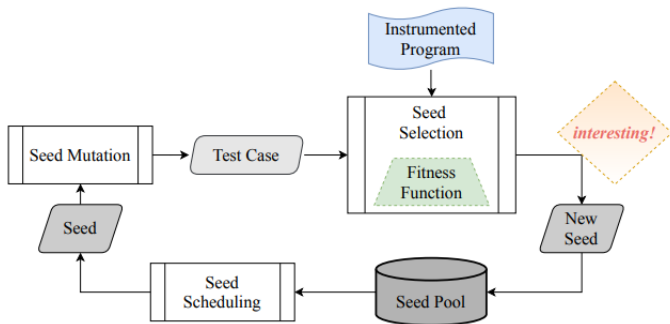 Instrumented
Program
Seed
Selection
interesting!
Seed Mutation
Test Case
Fitness
Function
Seed
New
Seed
Seed
Scheduling
Seed Pool